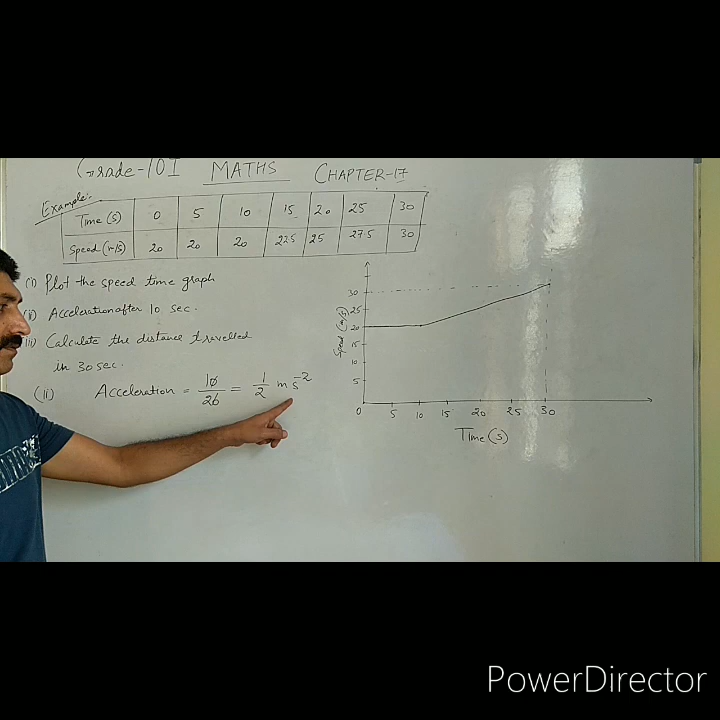 Grade-10 I MATHS CHAPTER-17
Example:-
Time (s) 0 5 10 15 20 25 30
Speed (m/s) 20 20 20 22.5 25 27.5 30
(i) Plot the speed time graph
(ii) Acceleration after 10 sec.
(iii) Calculate the distance travelled
in 30 sec.
(ii) Acceleration = 10/20 = 1/2 ms⁻²
Speed (m/s)
30
25
20
15
10
5
0 5 10 15 20 25 30
Time (s)
PowerDirector